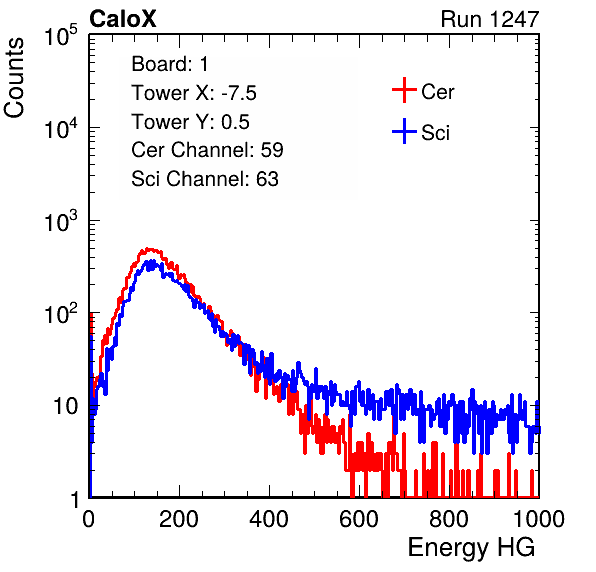 CaloX Run 1247
Counts
10^5
10^4
10^3
10^2
10
1
Board: 1
Tower X: -7.5
Tower Y: 0.5
Cer Channel: 59
Sci Channel: 63
Cer
Sci
0 200 400 600 800 1000
Energy HG